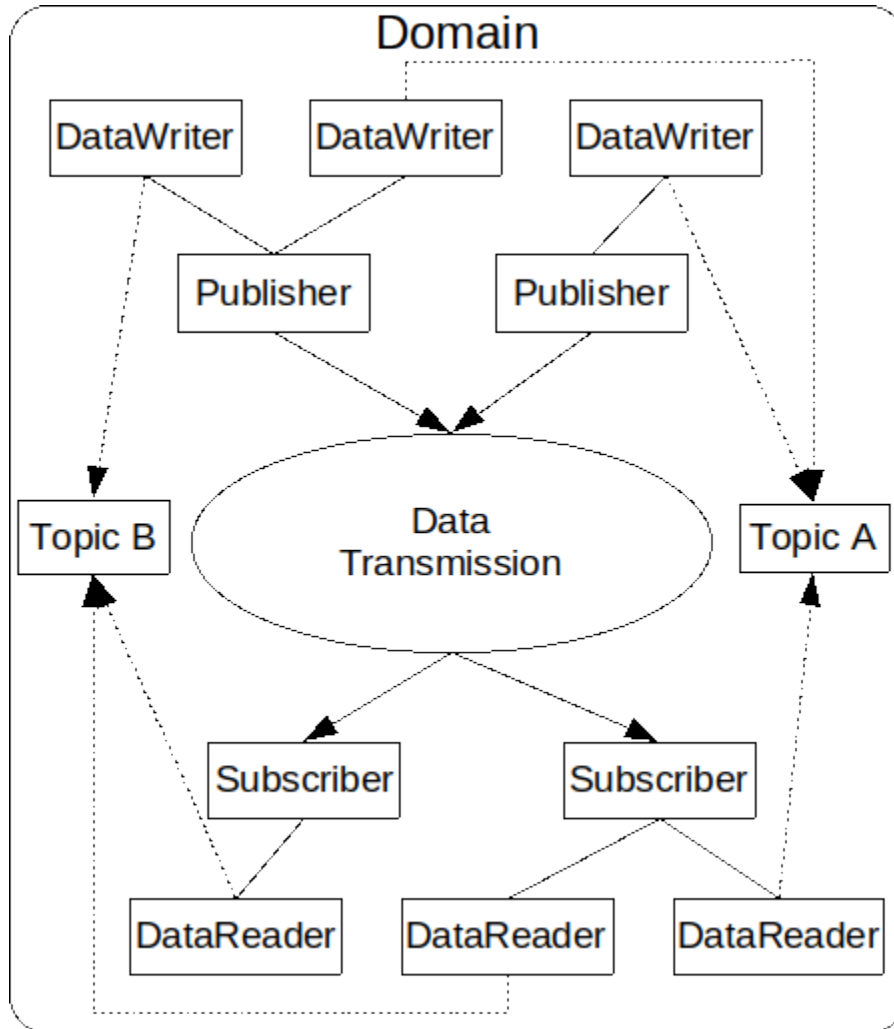 Domain
DataWriter
DataWriter
DataWriter
Publisher
Publisher
Topic B
Data
Transmission
Topic A
Subscriber
Subscriber
DataReader
DataReader
DataReader